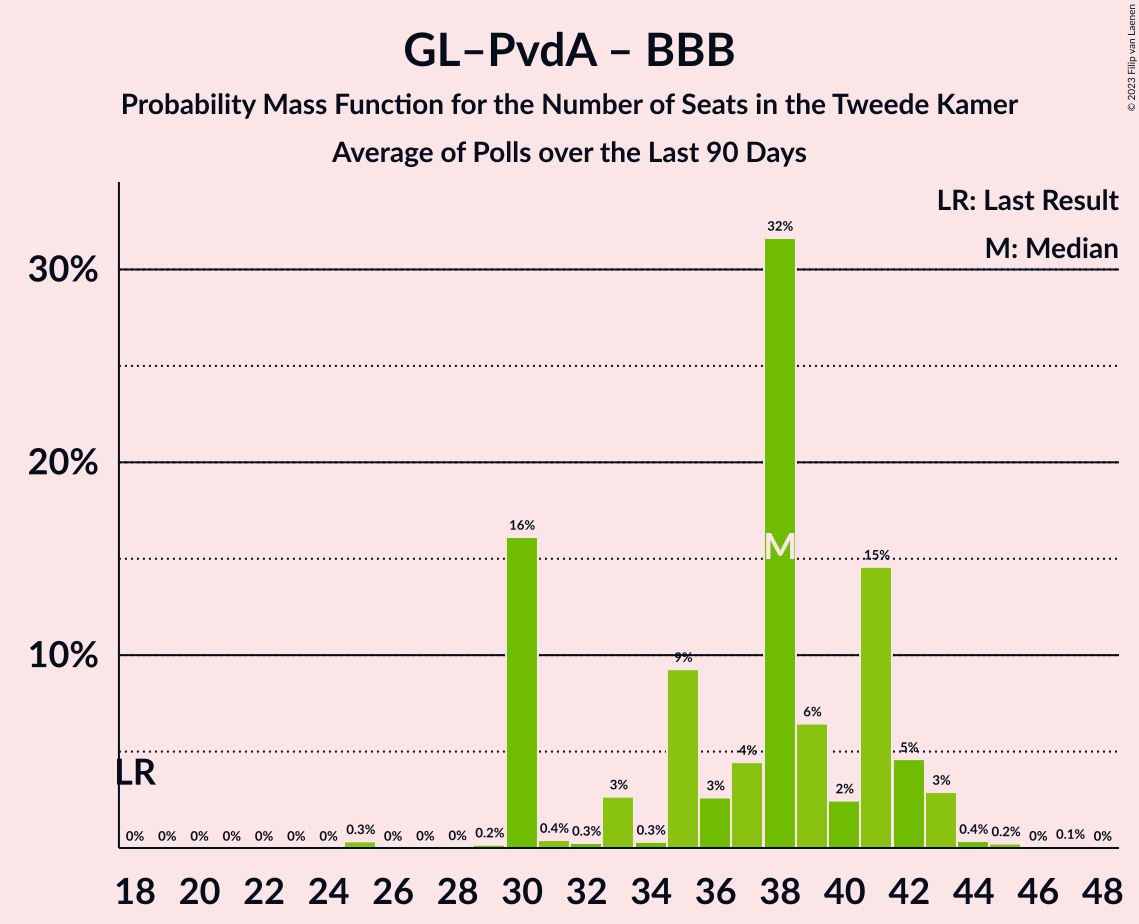 © 2023 Filip van Laenen
GL–PvdA – BBB
Probability Mass Function for the Number of Seats in the Tweede Kamer
Average of Polls over the Last 90 Days
LR: Last Result
M: Median
30%
20%
10%
LR
M
0% 0% 0% 0% 0% 0% 0% 0.3% 0% 0% 0% 0.2% 16% 0.4% 0.3% 3% 0.3% 9% 3% 4% 32% 6% 2% 15% 5% 3% 0.4% 0.2% 0% 0.1% 0%
18 20 22 24 26 28 30 32 34 36 38 40 42 44 46 48